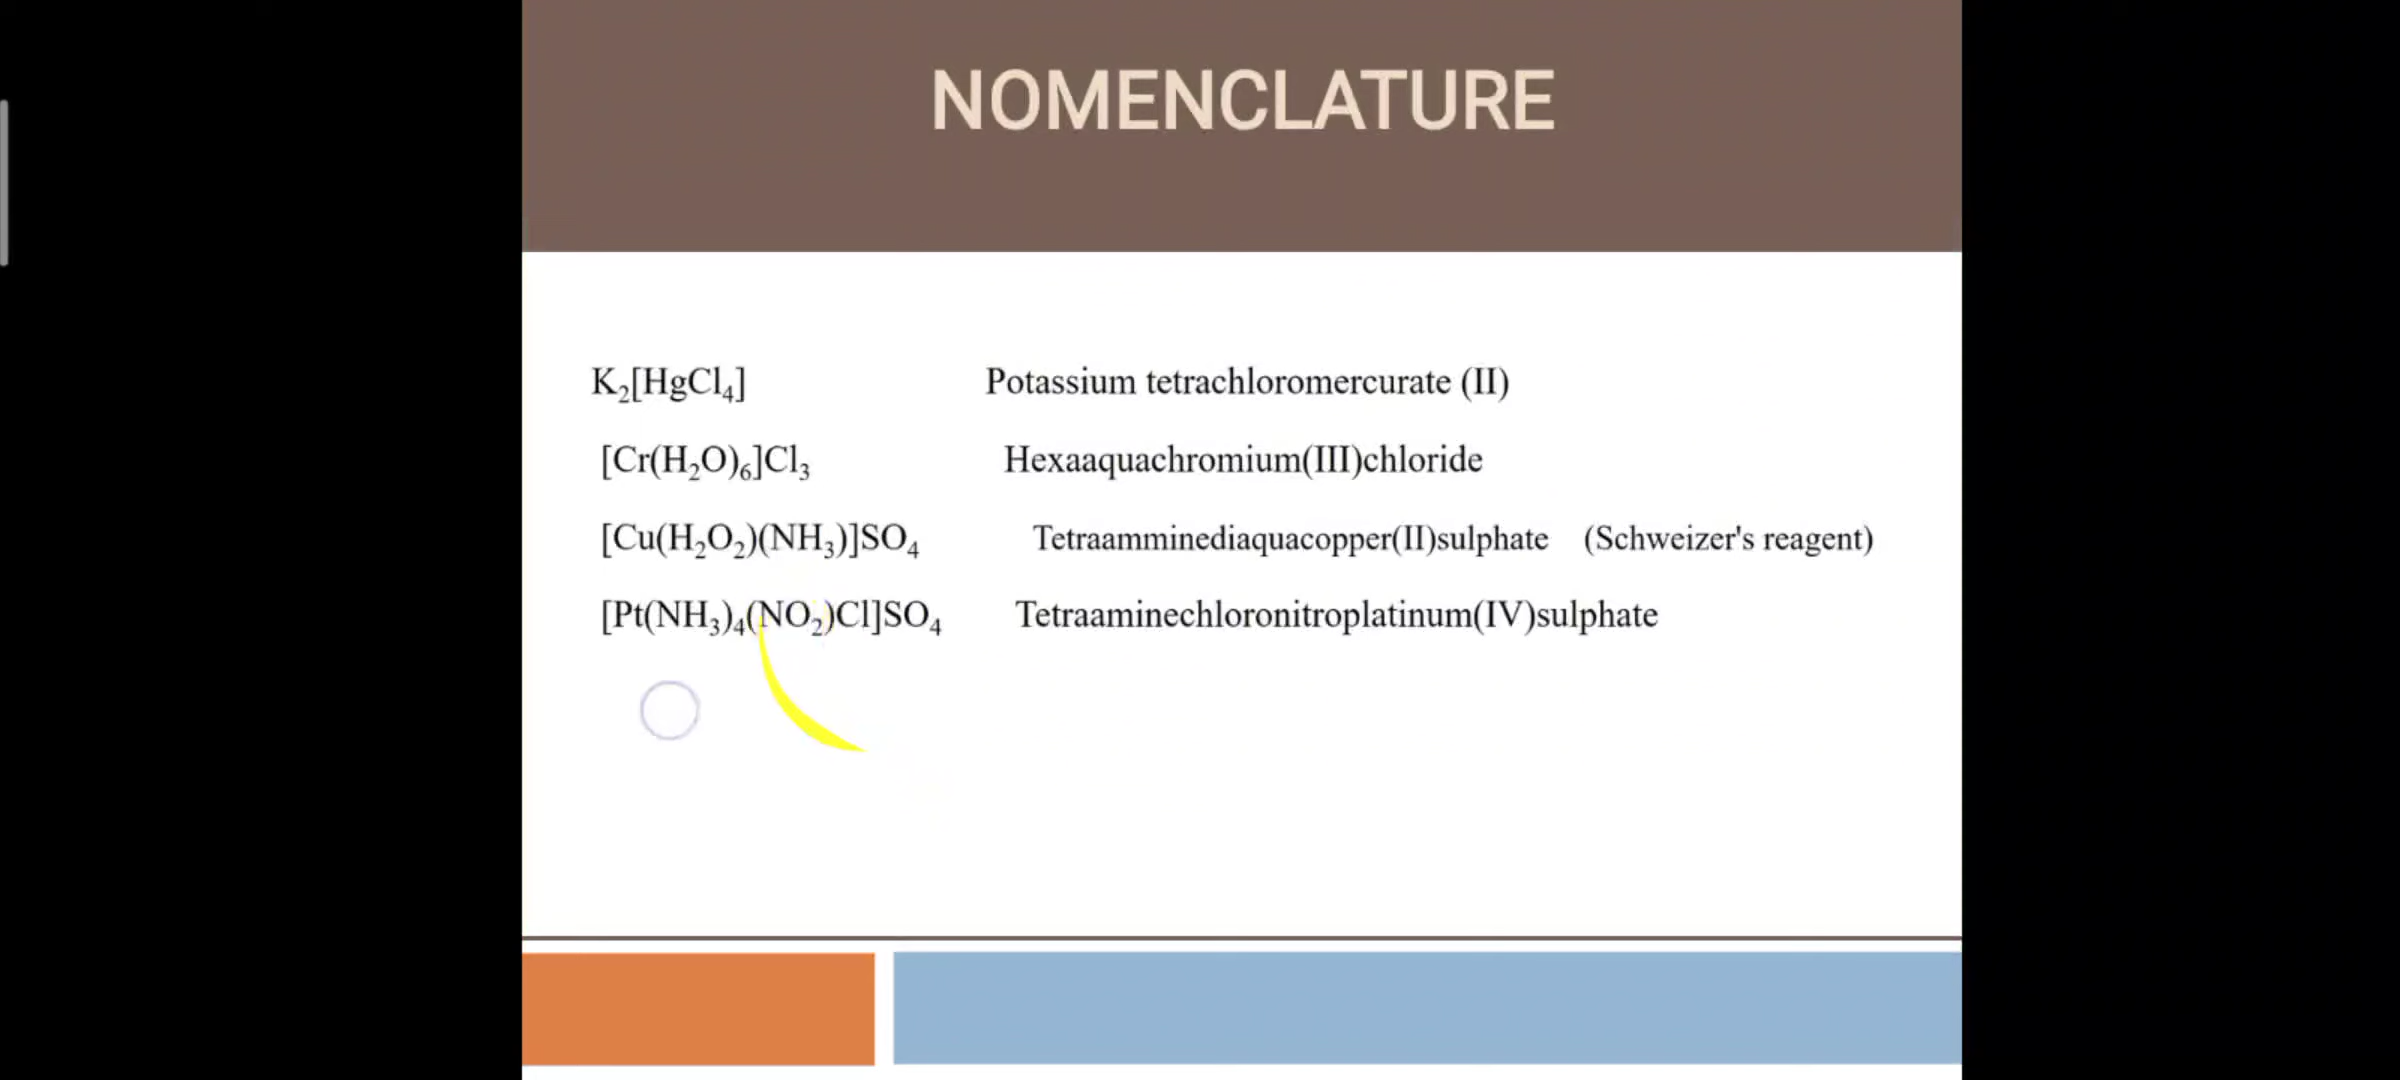 NOMENCLATURE
K₂[HgCl₄] Potassium tetrachloromercurate (II)
[Cr(H₂O)₆]Cl₃ Hexaaquachromium(III)chloride
[Cu(H₂O₂)(NH₃)]SO₄ Tetraamminediaquacopper(II)sulphate (Schweizer's reagent)
[Pt(NH₃)₄(NO₂)Cl]SO₄ Tetraaminechloronitroplatinum(IV)sulphate